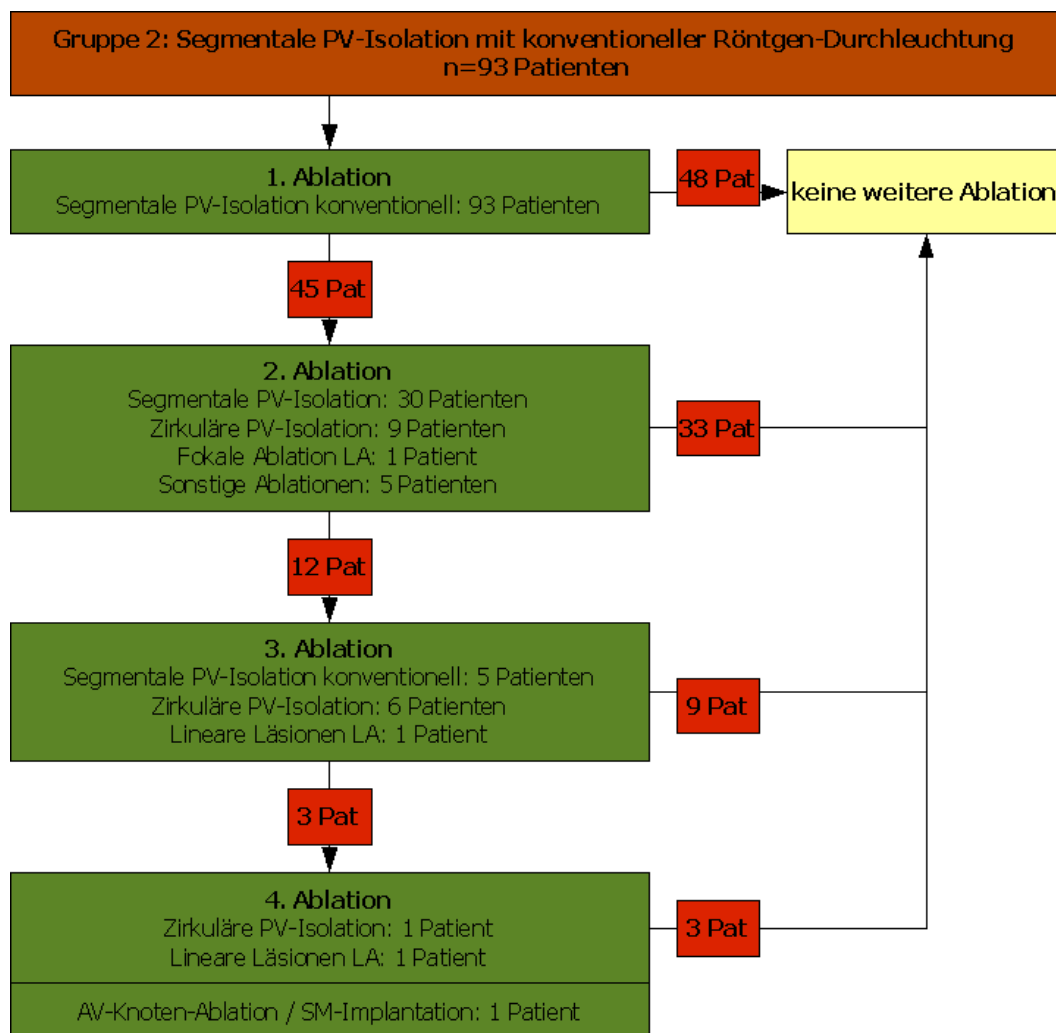 Gruppe 2: Segmentale PV-Isolation mit konventioneller Röntgen-Durchleuchtung
n=93 Patienten
1. Ablation
Segmentale PV-Isolation konventionell: 93 Patienten
48 Pat
keine weitere Ablation
45 Pat
2. Ablation
Segmentale PV-Isolation: 30 Patienten
Zirkuläre PV-Isolation: 9 Patienten
Fokale Ablation LA: 1 Patient
Sonstige Ablationen: 5 Patienten
33 Pat
12 Pat
3. Ablation
Segmentale PV-Isolation konventionell: 5 Patienten
Zirkuläre PV-Isolation: 6 Patienten
Lineare Läsionen LA: 1 Patient
9 Pat
3 Pat
4. Ablation
Zirkuläre PV-Isolation: 1 Patient
Lineare Läsionen LA: 1 Patient
3 Pat
AV-Knoten-Ablation / SM-Implantation: 1 Patient